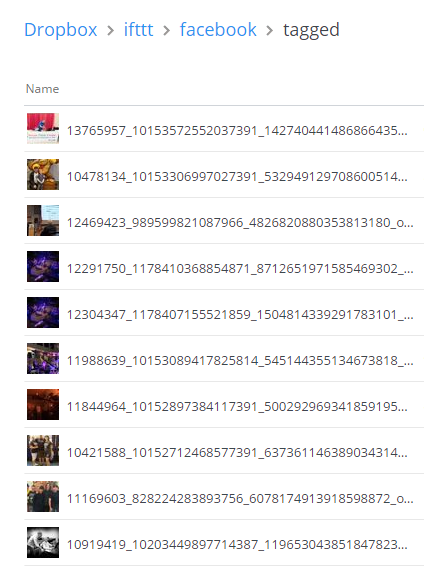 Dropbox > ifttt > facebook > tagged
Name
13765957_10153572552037391_142740441486866435...
10478134_10153306997027391_532949129708600514...
12469423_989599821087966_4826820880353813180_o...
12291750_1178410368854871_8712651971585469302_...
12304347_1178407155521859_1504814339291783101_...
11988639_10153089417825814_545144355134673818_...
11844964_10152897384117391_500292969341859195...
10421588_10152712468577391_637361146389034314...
11169603_828224283893756_6078174913918598872_o...
10919419_10203449897714387_119653043851847823...